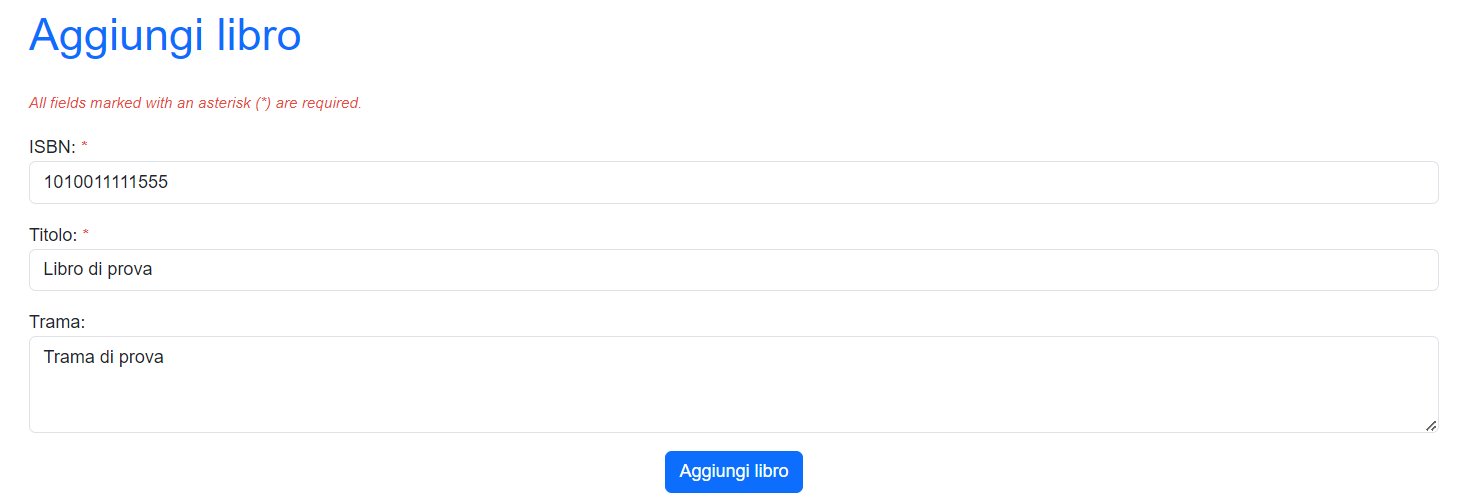 Aggiungi libro
All fields marked with an asterisk (*) are required.
ISBN: *
1010011111555
Titolo: *
Libro di prova
Trama:
Trama di prova
Aggiungi libro